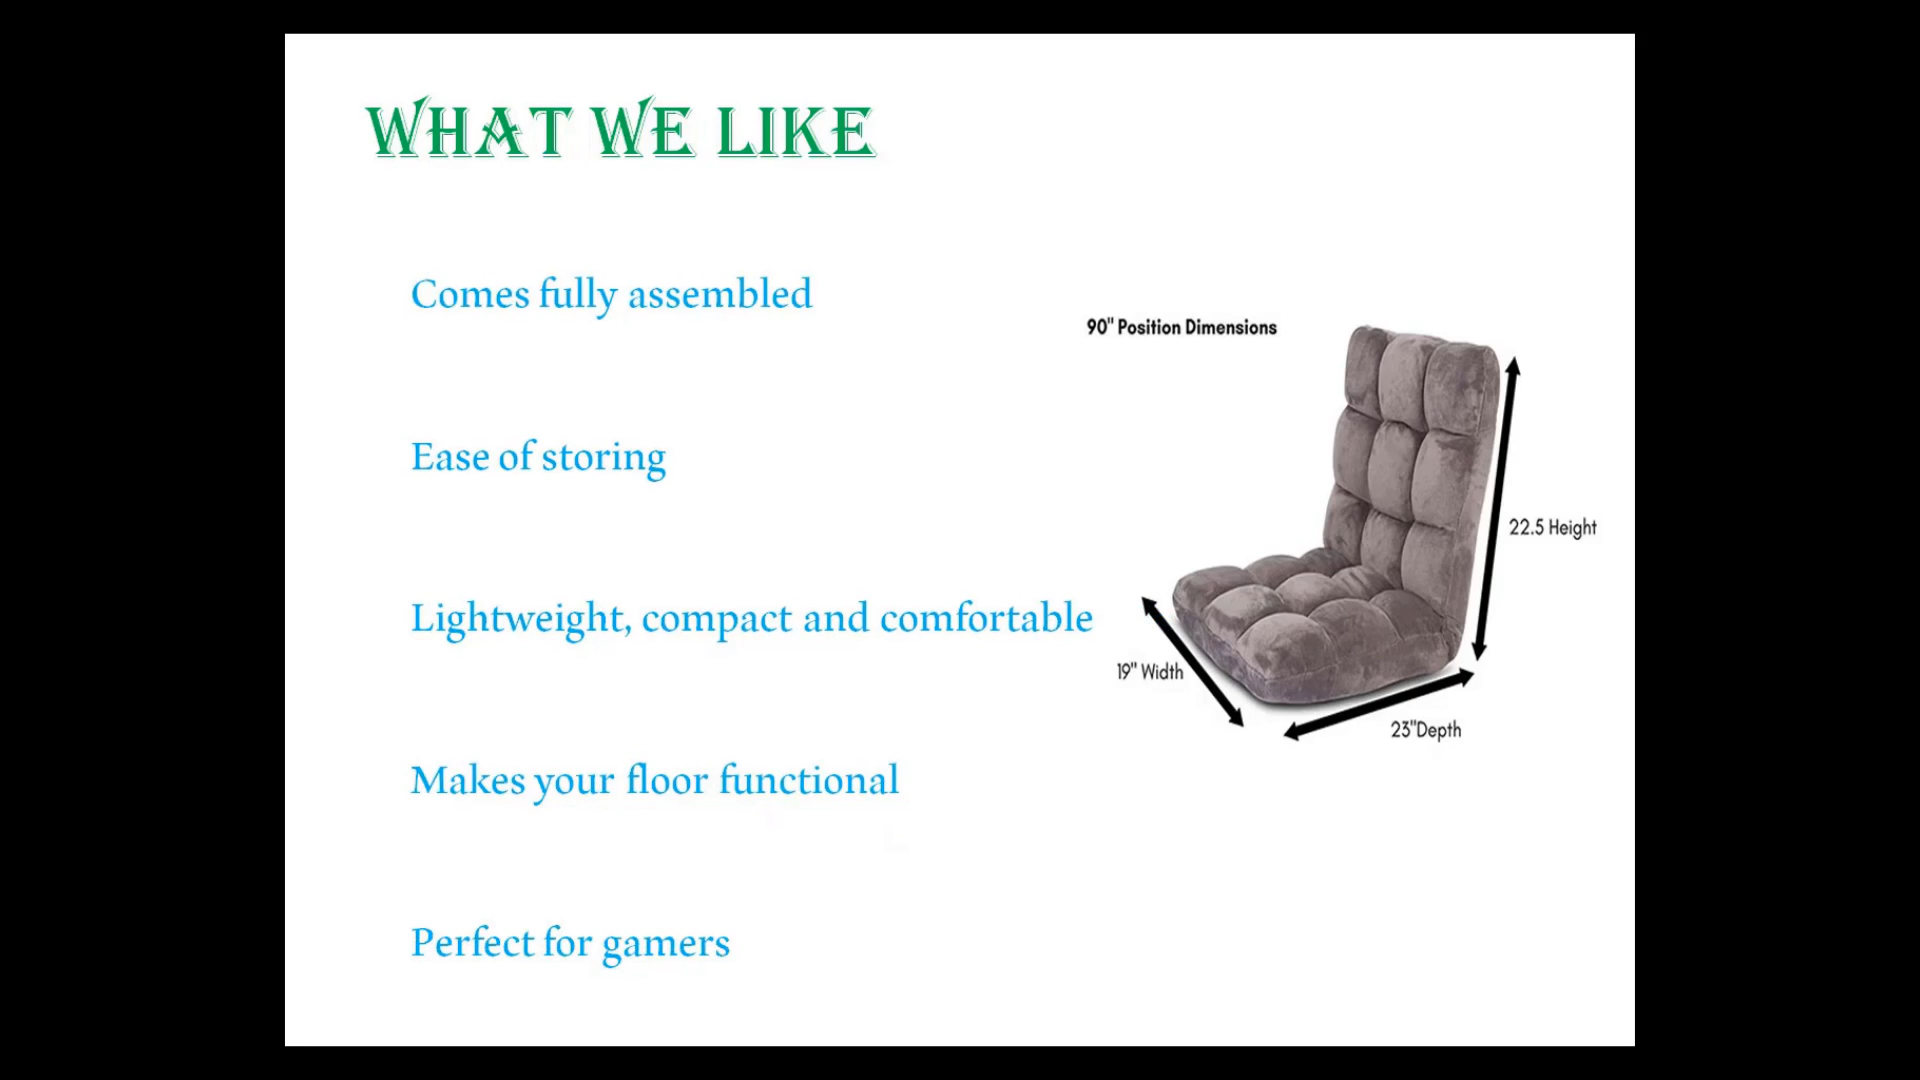 WHAT WE LIKE
Comes fully assembled
90" Position Dimensions
Ease of storing
22.5 Height
Lightweight, compact and comfortable
19" Width
23"Depth
Makes your floor functional
Perfect for gamers